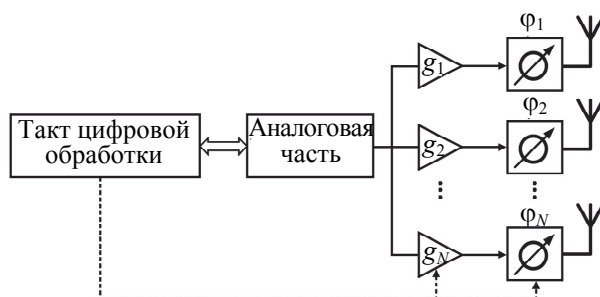 φ1
g1
Такт цифровой
обработки
Аналоговая
часть
φ2
g2
φN
gN